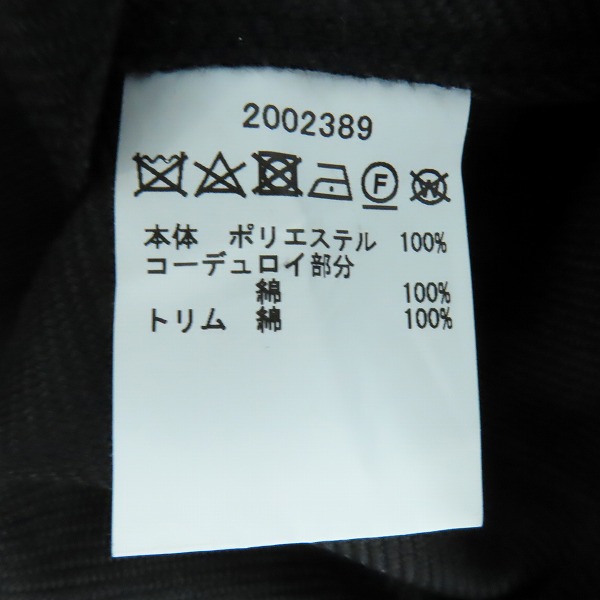 2002389
F W
本体 ポリエステル 100%
コーデュロイ部分
綿 100%
トリム 綿 100%